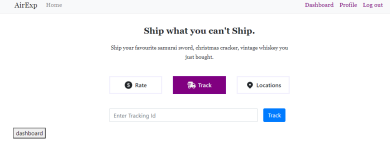 AirExp Home Dashboard Profile Log out
Ship what you can't Ship.
Ship your favourite samurai sword, christmas cracker, vintage whiskey you
just bought.
Rate Track Locations
Enter Tracking Id Track
dashboard